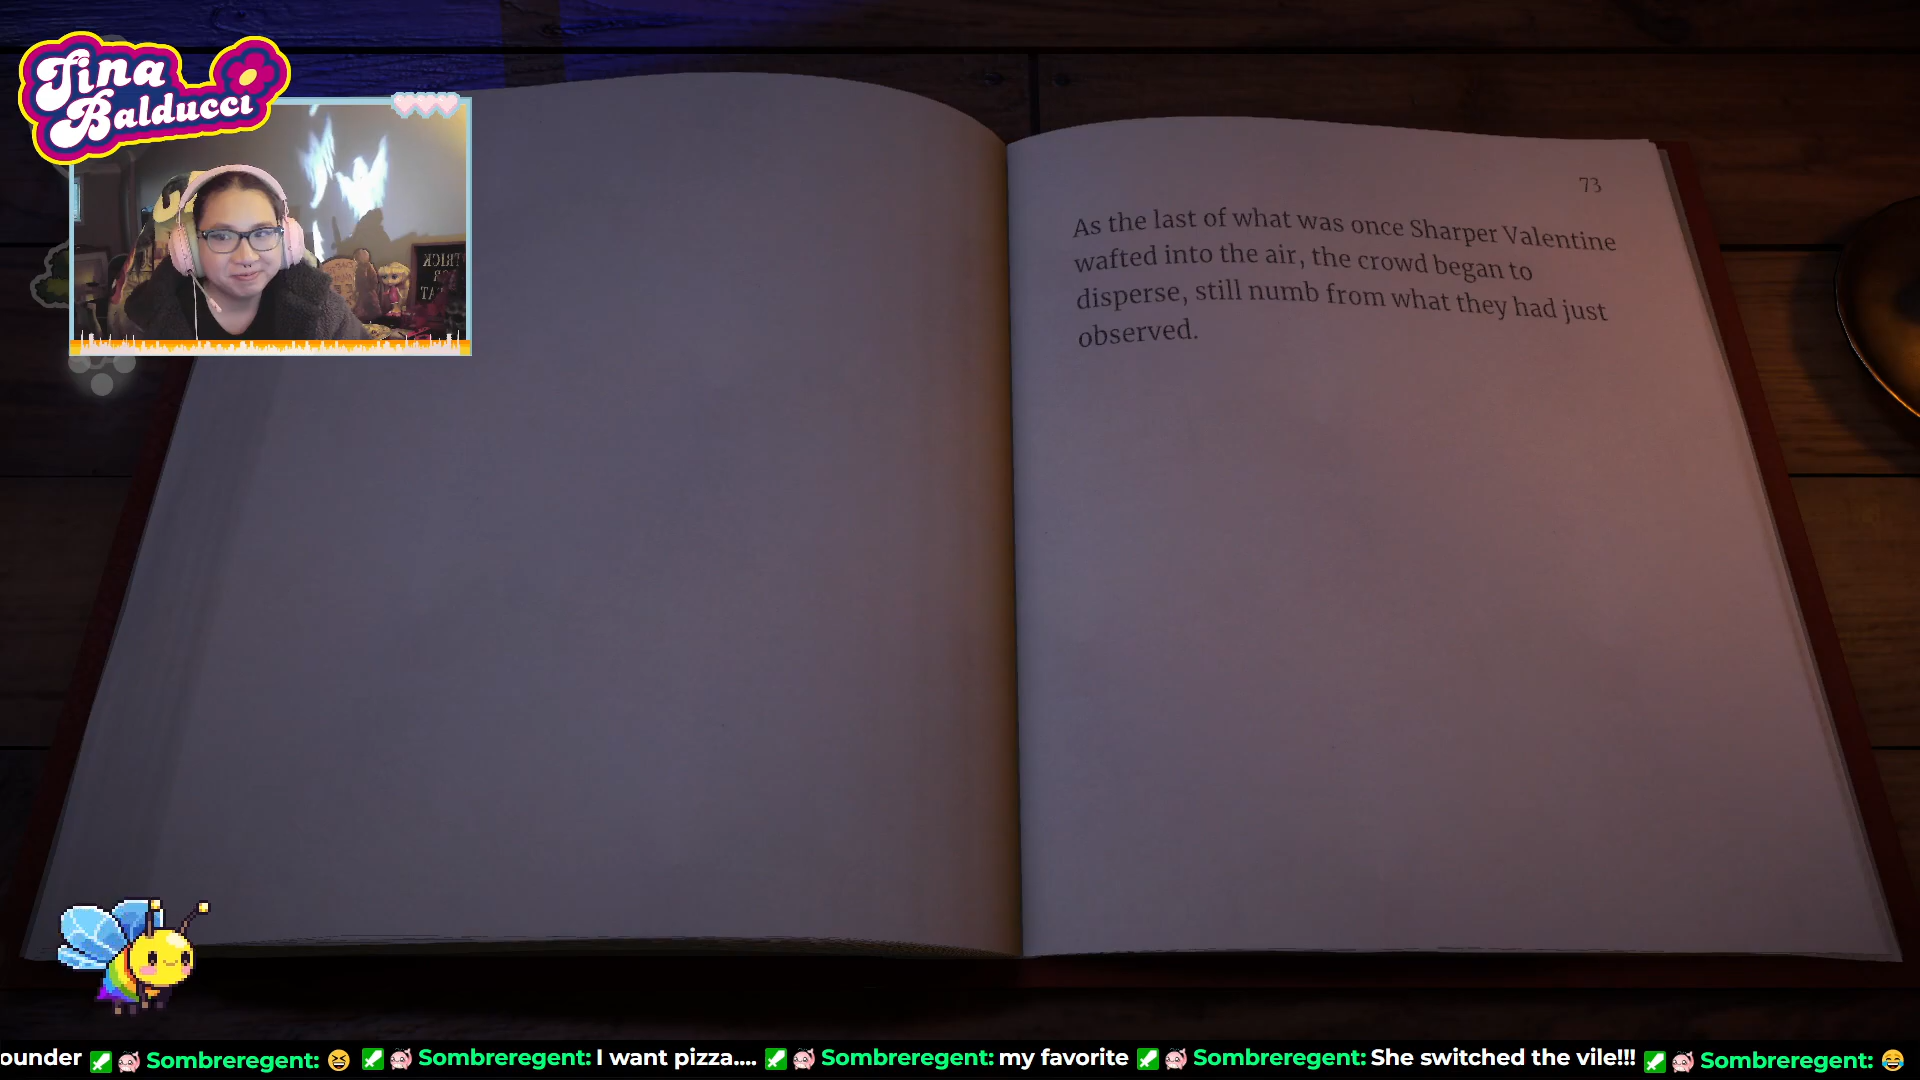 Tina
Balducci
TRICK
OR
73
As the last of what was once Sharper Valentine
wafted into the air, the crowd began to
disperse, still numb from what they had just
observed.
ounder Sombreregent: 😆 Sombreregent: I want pizza.... Sombreregent: my favorite Sombreregent: She switched the vile!!! Sombreregent: 😂